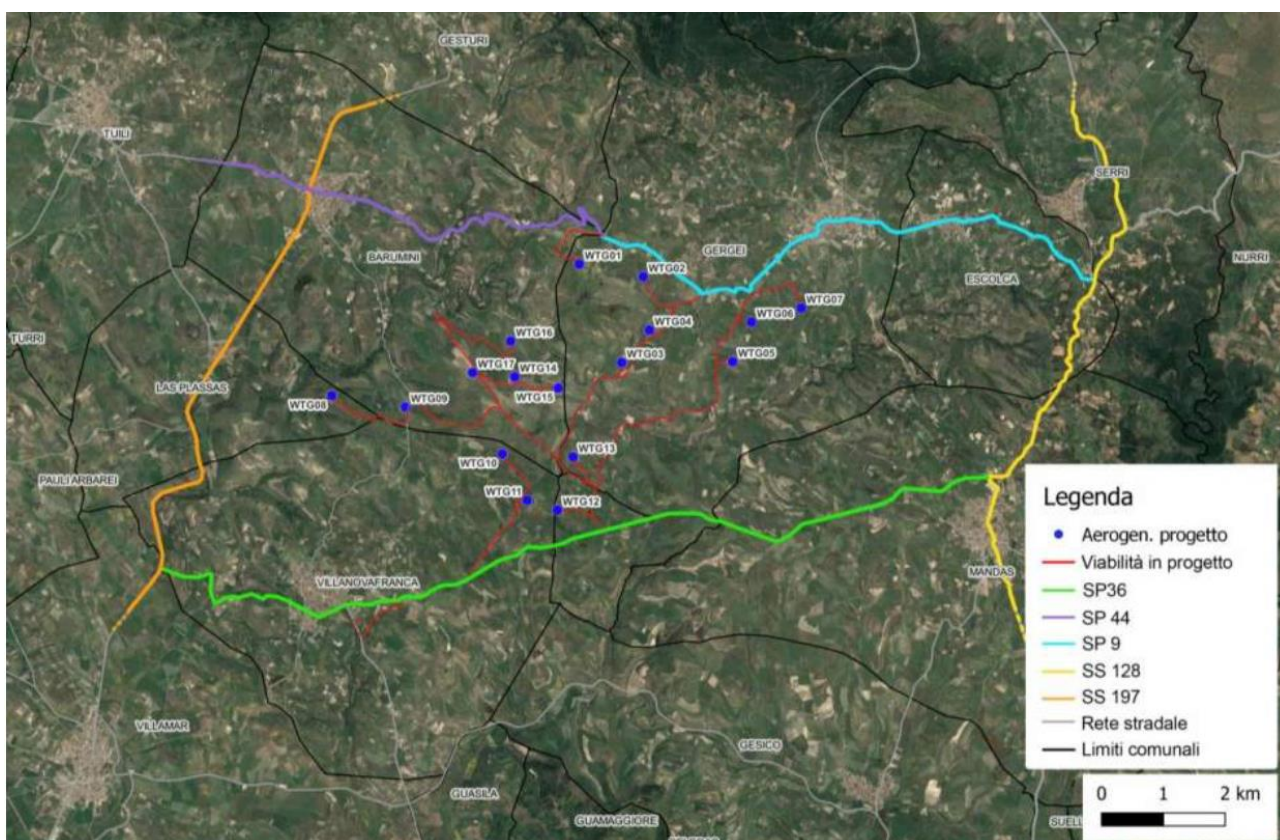 GESTURI
TUILI
SERRI
BARUMINI
GERGEI
NURRI
WTG01
WTG02
ESCOLCA
WTG07
WTG06
WTG04
TURRI
WTG16
WTG03
WTG05
WTG17
WTG14
LAS PLASSAS
WTG15
WTG08
WTG09
WTG13
WTG10
PAULI ARBAREI
WTG11
WTG12
VILLANOVAFRANCA
MANDAS
VILLAMAR
GESICO
GUASILA
GUAMAGGIORE
Legenda
Aerogen. progetto
Viabilità in progetto
SP36
SP 44
SP 9
SS 128
SS 197
Rete stradale
Limiti comunali
0 1 2 km
SUELL